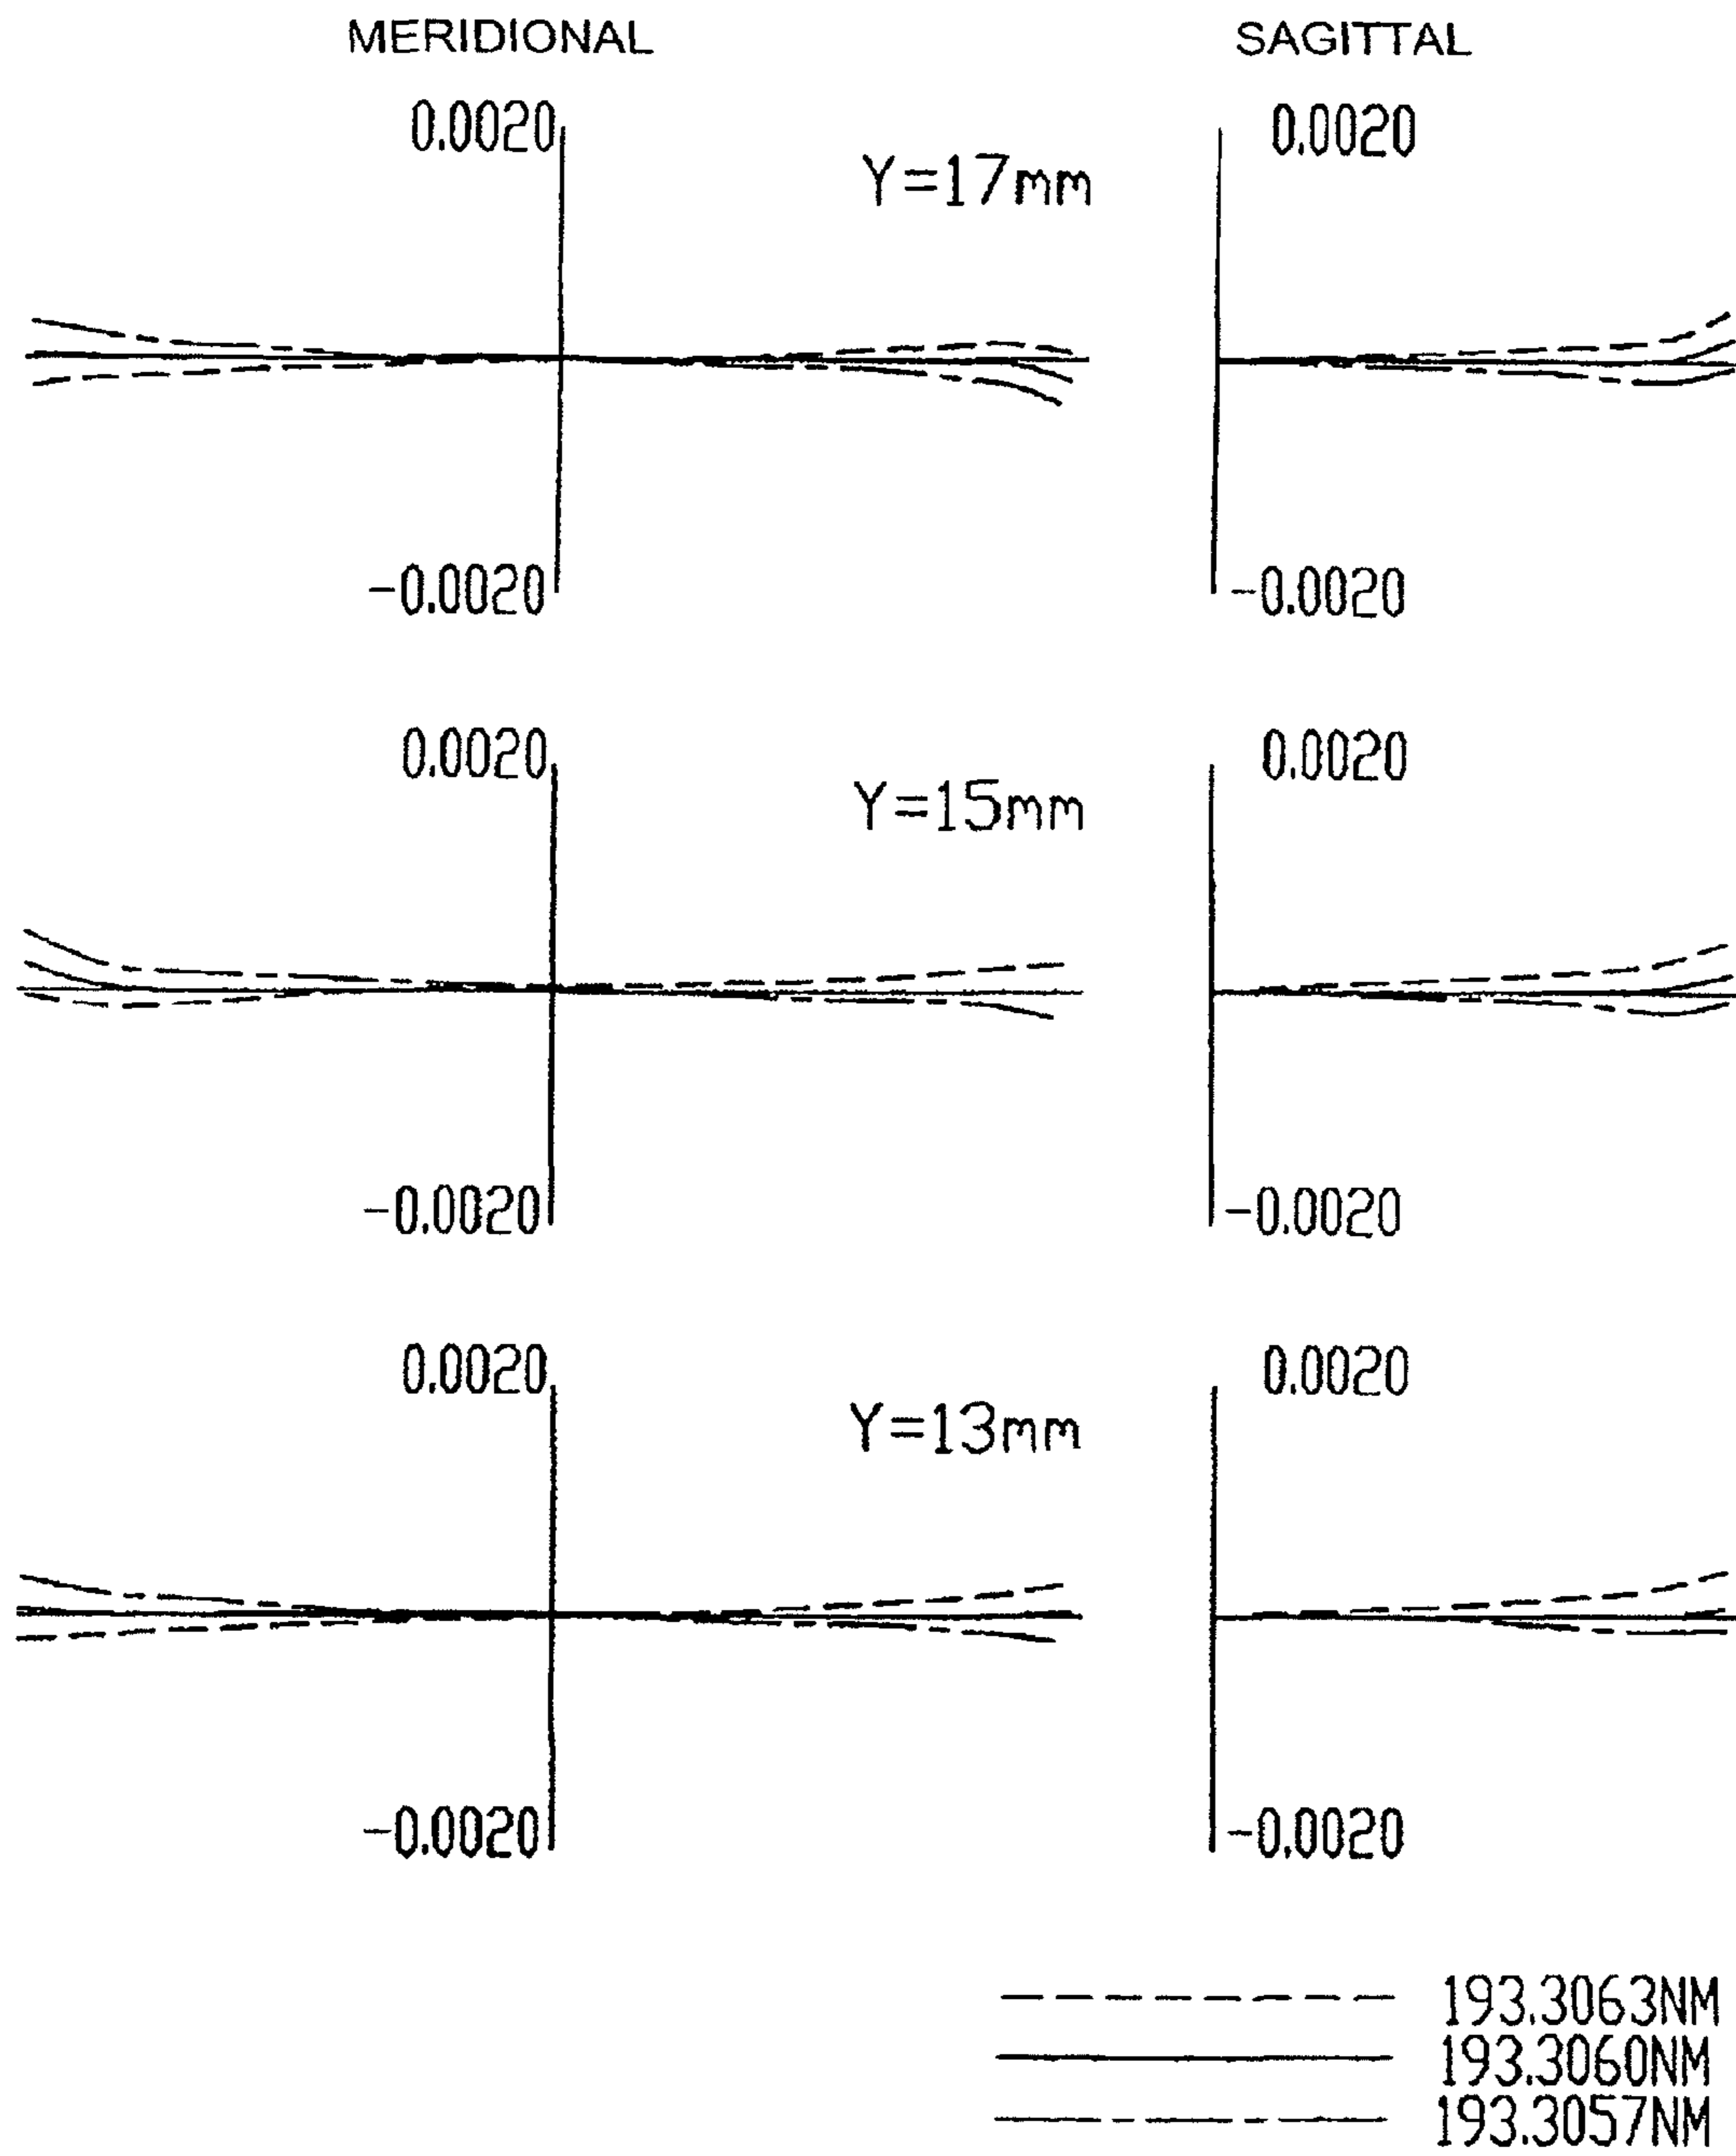 MERIDIONAL SAGITTAL
0.0020 0.0020
Y=17mm
-0.0020 -0.0020
0.0020 0.0020
Y=15mm
-0.0020 -0.0020
0.0020 0.0020
Y=13mm
-0.0020 -0.0020
193.3063NM
193.3060NM
193.3057NM